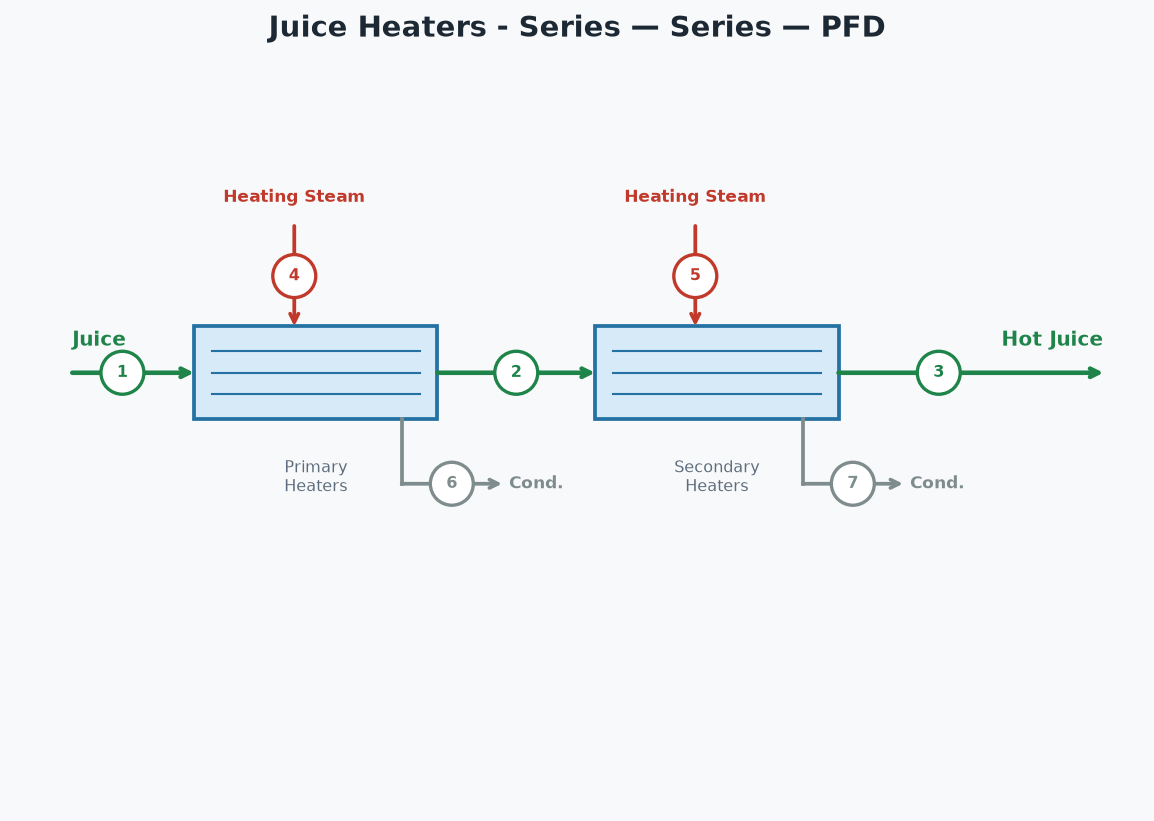 Juice Heaters - Series — Series — PFD
Heating Steam
Heating Steam
4
5
Juice
Hot Juice
1
2
3
Primary
Heaters
6
Cond.
Secondary
Heaters
7
Cond.